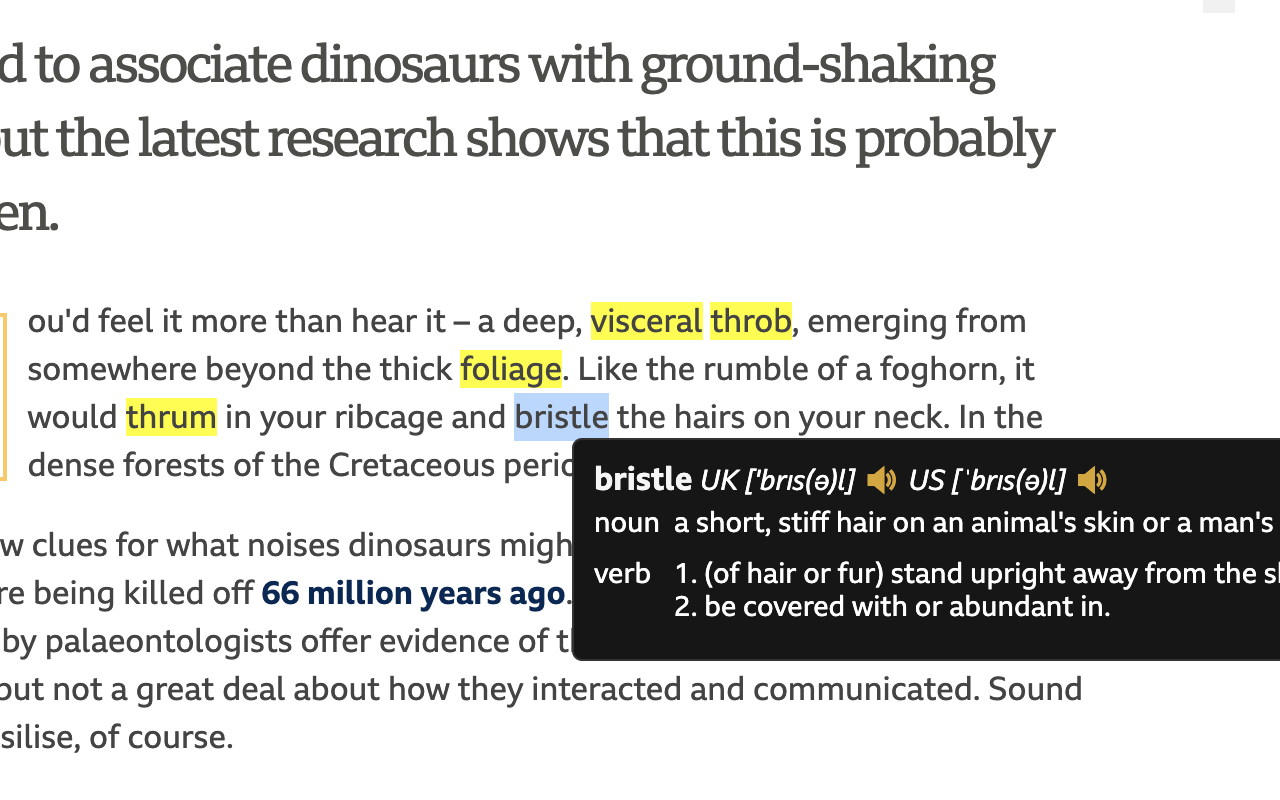 d to associate dinosaurs with ground-shaking
ut the latest research shows that this is probably
en.
ou'd feel it more than hear it – a deep, visceral throb, emerging from
somewhere beyond the thick foliage. Like the rumble of a foghorn, it
would thrum in your ribcage and bristle the hairs on your neck. In the
dense forests of the Cretaceous peri
bristle UK ['brɪs(ə)l] US [ˈbrɪs(ə)l]
noun a short, stiff hair on an animal's skin or a man's
verb 1. (of hair or fur) stand upright away from the s
2. be covered with or abundant in.
w clues for what noises dinosaurs migh
re being killed off 66 million years ago.
by palaeontologists offer evidence of t
but not a great deal about how they interacted and communicated. Sound
silise, of course.